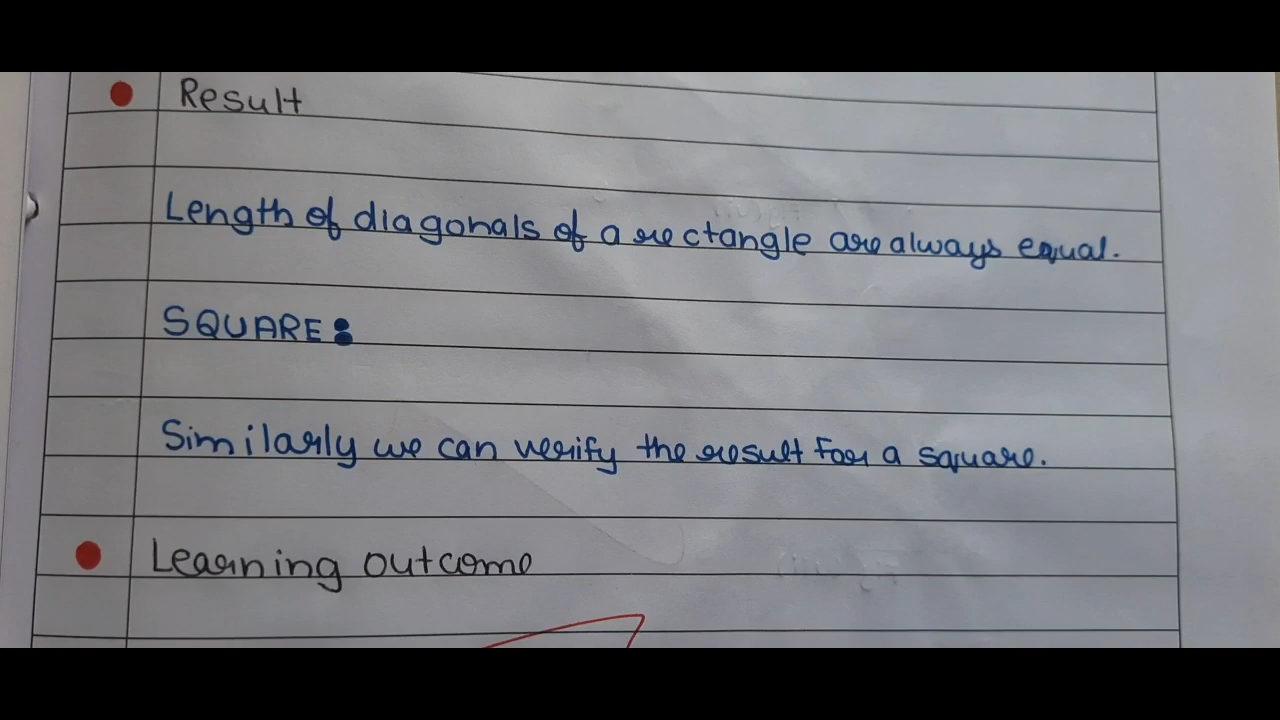 Result
Length of diagonals of a rectangle are always equal.
SQUARE:
Similarly we can verify the result for a square.
Learning outcome